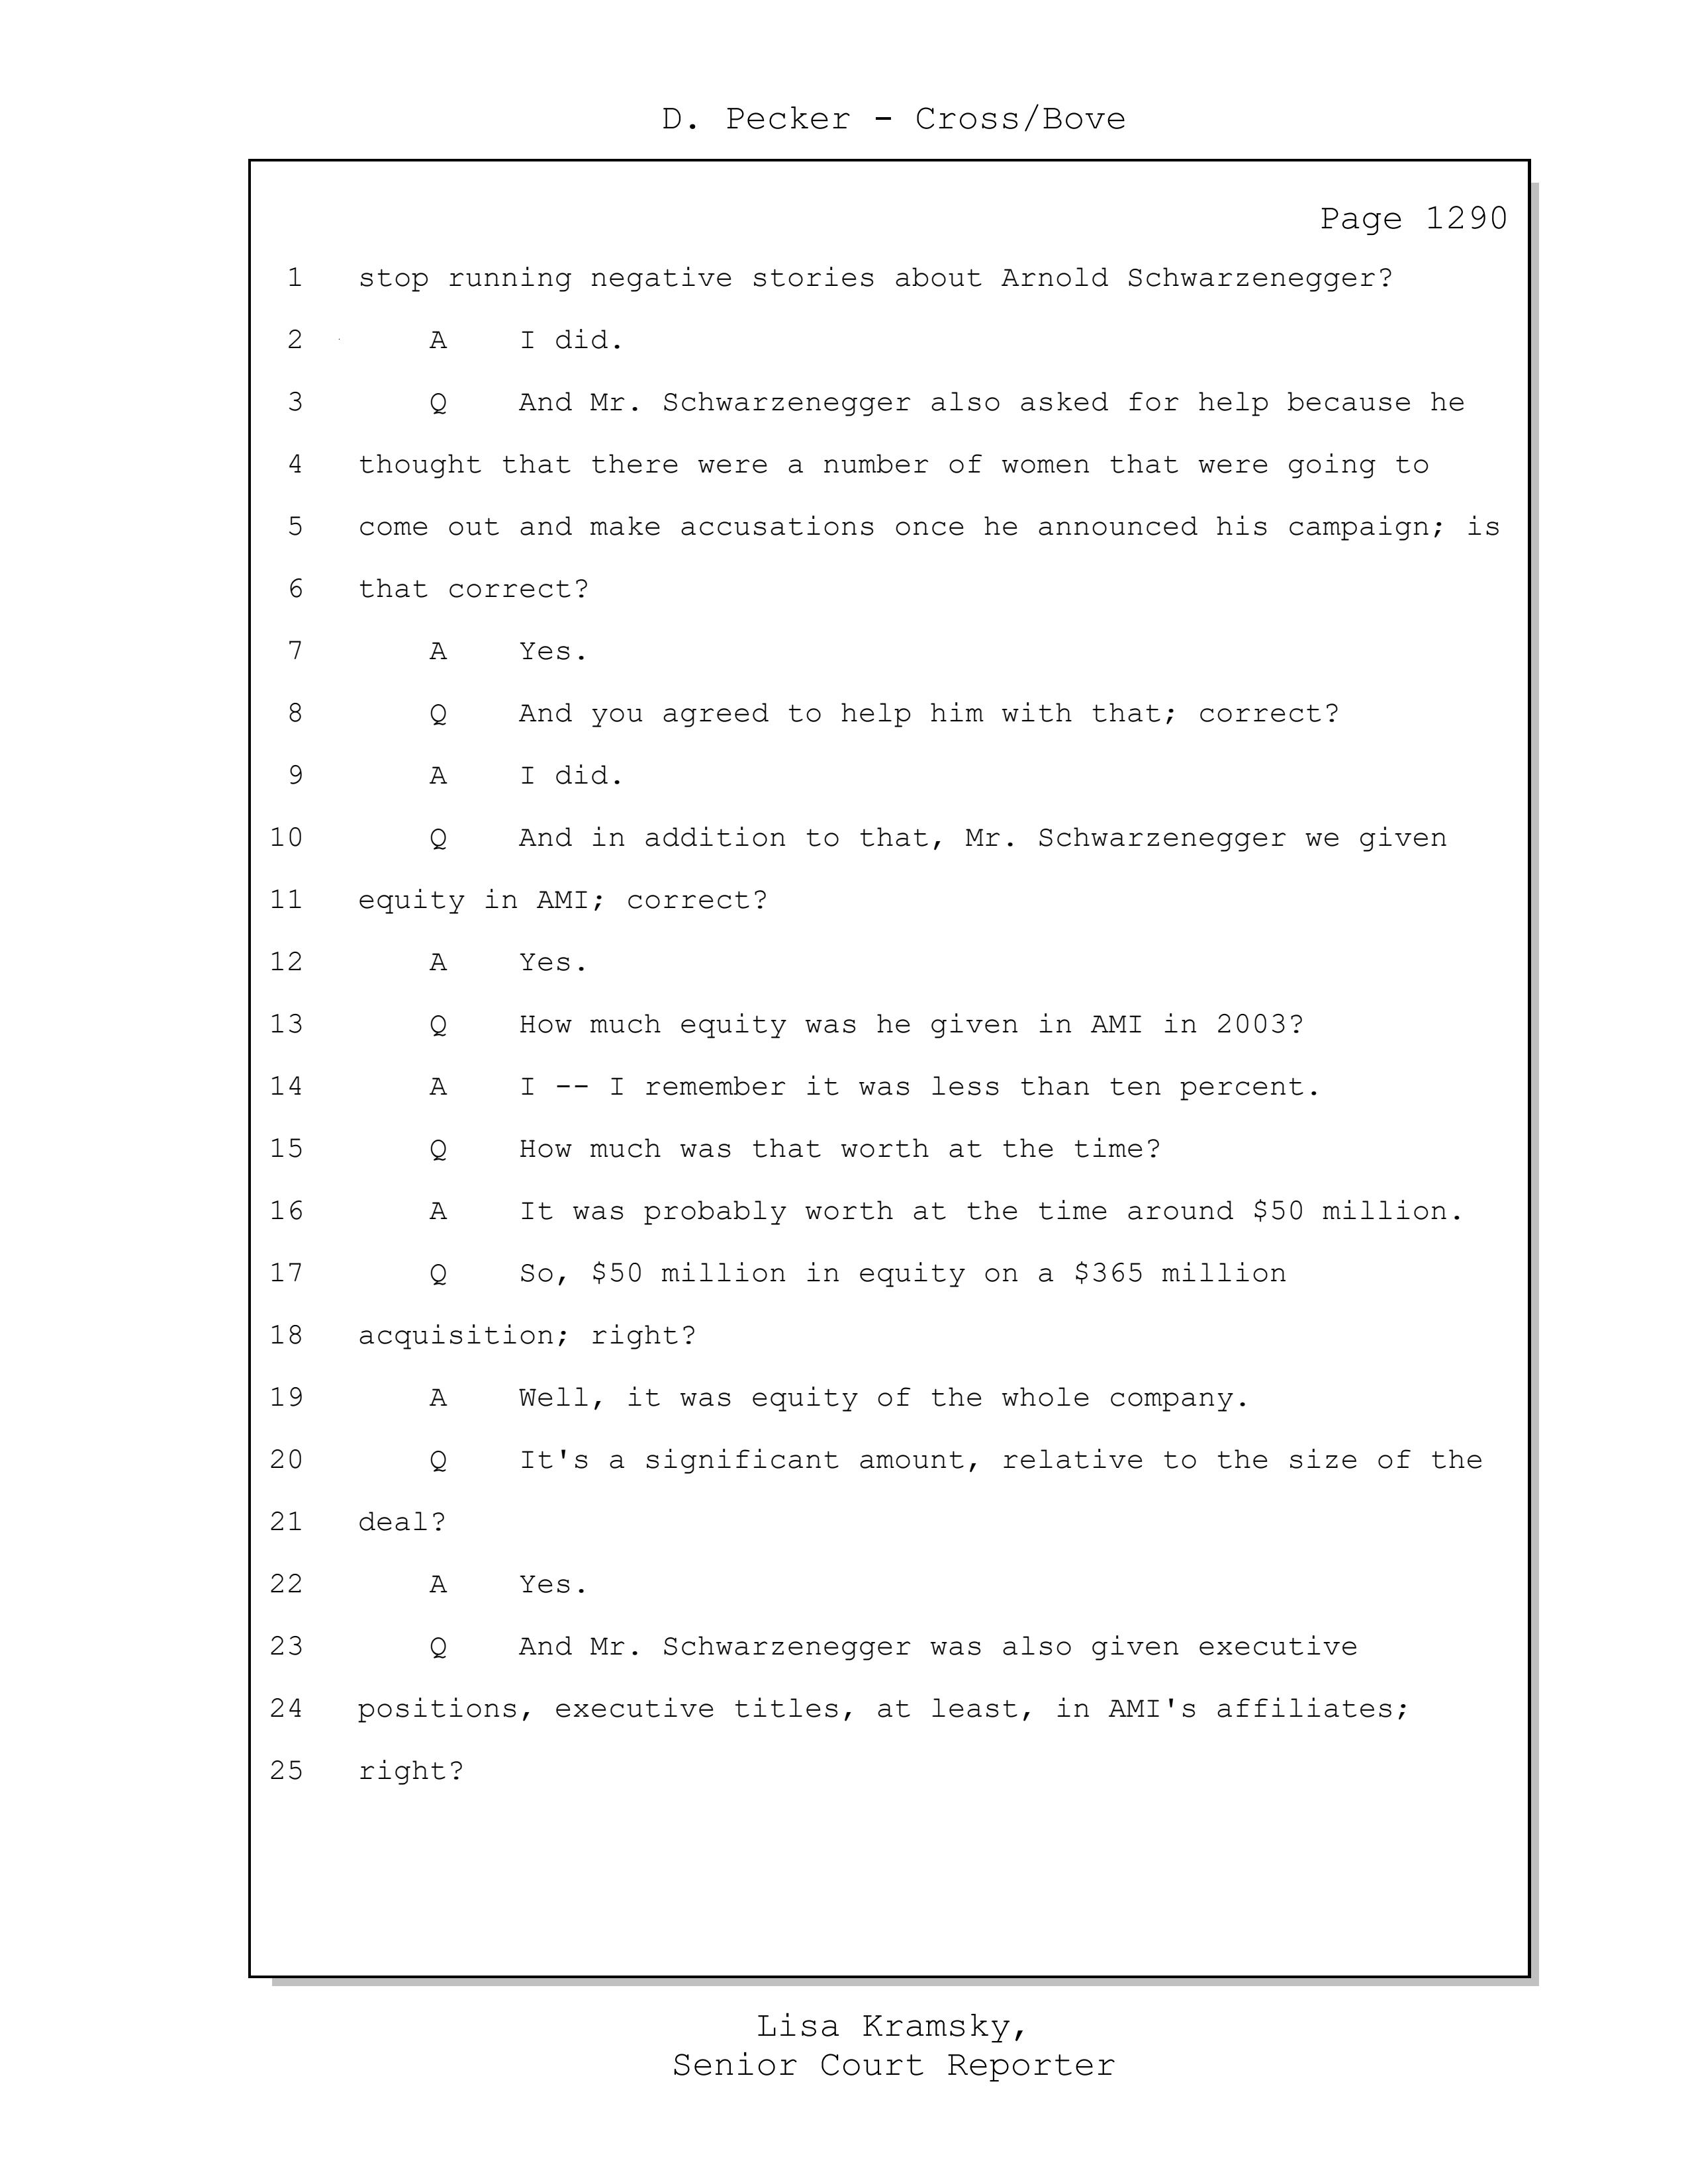 D. Pecker - Cross/Bove
Page 1290
1 stop running negative stories about Arnold Schwarzenegger?
2 A I did.
3 Q And Mr. Schwarzenegger also asked for help because he
4 thought that there were a number of women that were going to
5 come out and make accusations once he announced his campaign; is
6 that correct?
7 A Yes.
8 Q And you agreed to help him with that; correct?
9 A I did.
10 Q And in addition to that, Mr. Schwarzenegger we given
11 equity in AMI; correct?
12 A Yes.
13 Q How much equity was he given in AMI in 2003?
14 A I -- I remember it was less than ten percent.
15 Q How much was that worth at the time?
16 A It was probably worth at the time around $50 million.
17 Q So, $50 million in equity on a $365 million
18 acquisition; right?
19 A Well, it was equity of the whole company.
20 Q It's a significant amount, relative to the size of the
21 deal?
22 A Yes.
23 Q And Mr. Schwarzenegger was also given executive
24 positions, executive titles, at least, in AMI's affiliates;
25 right?
Lisa Kramsky,
Senior Court Reporter